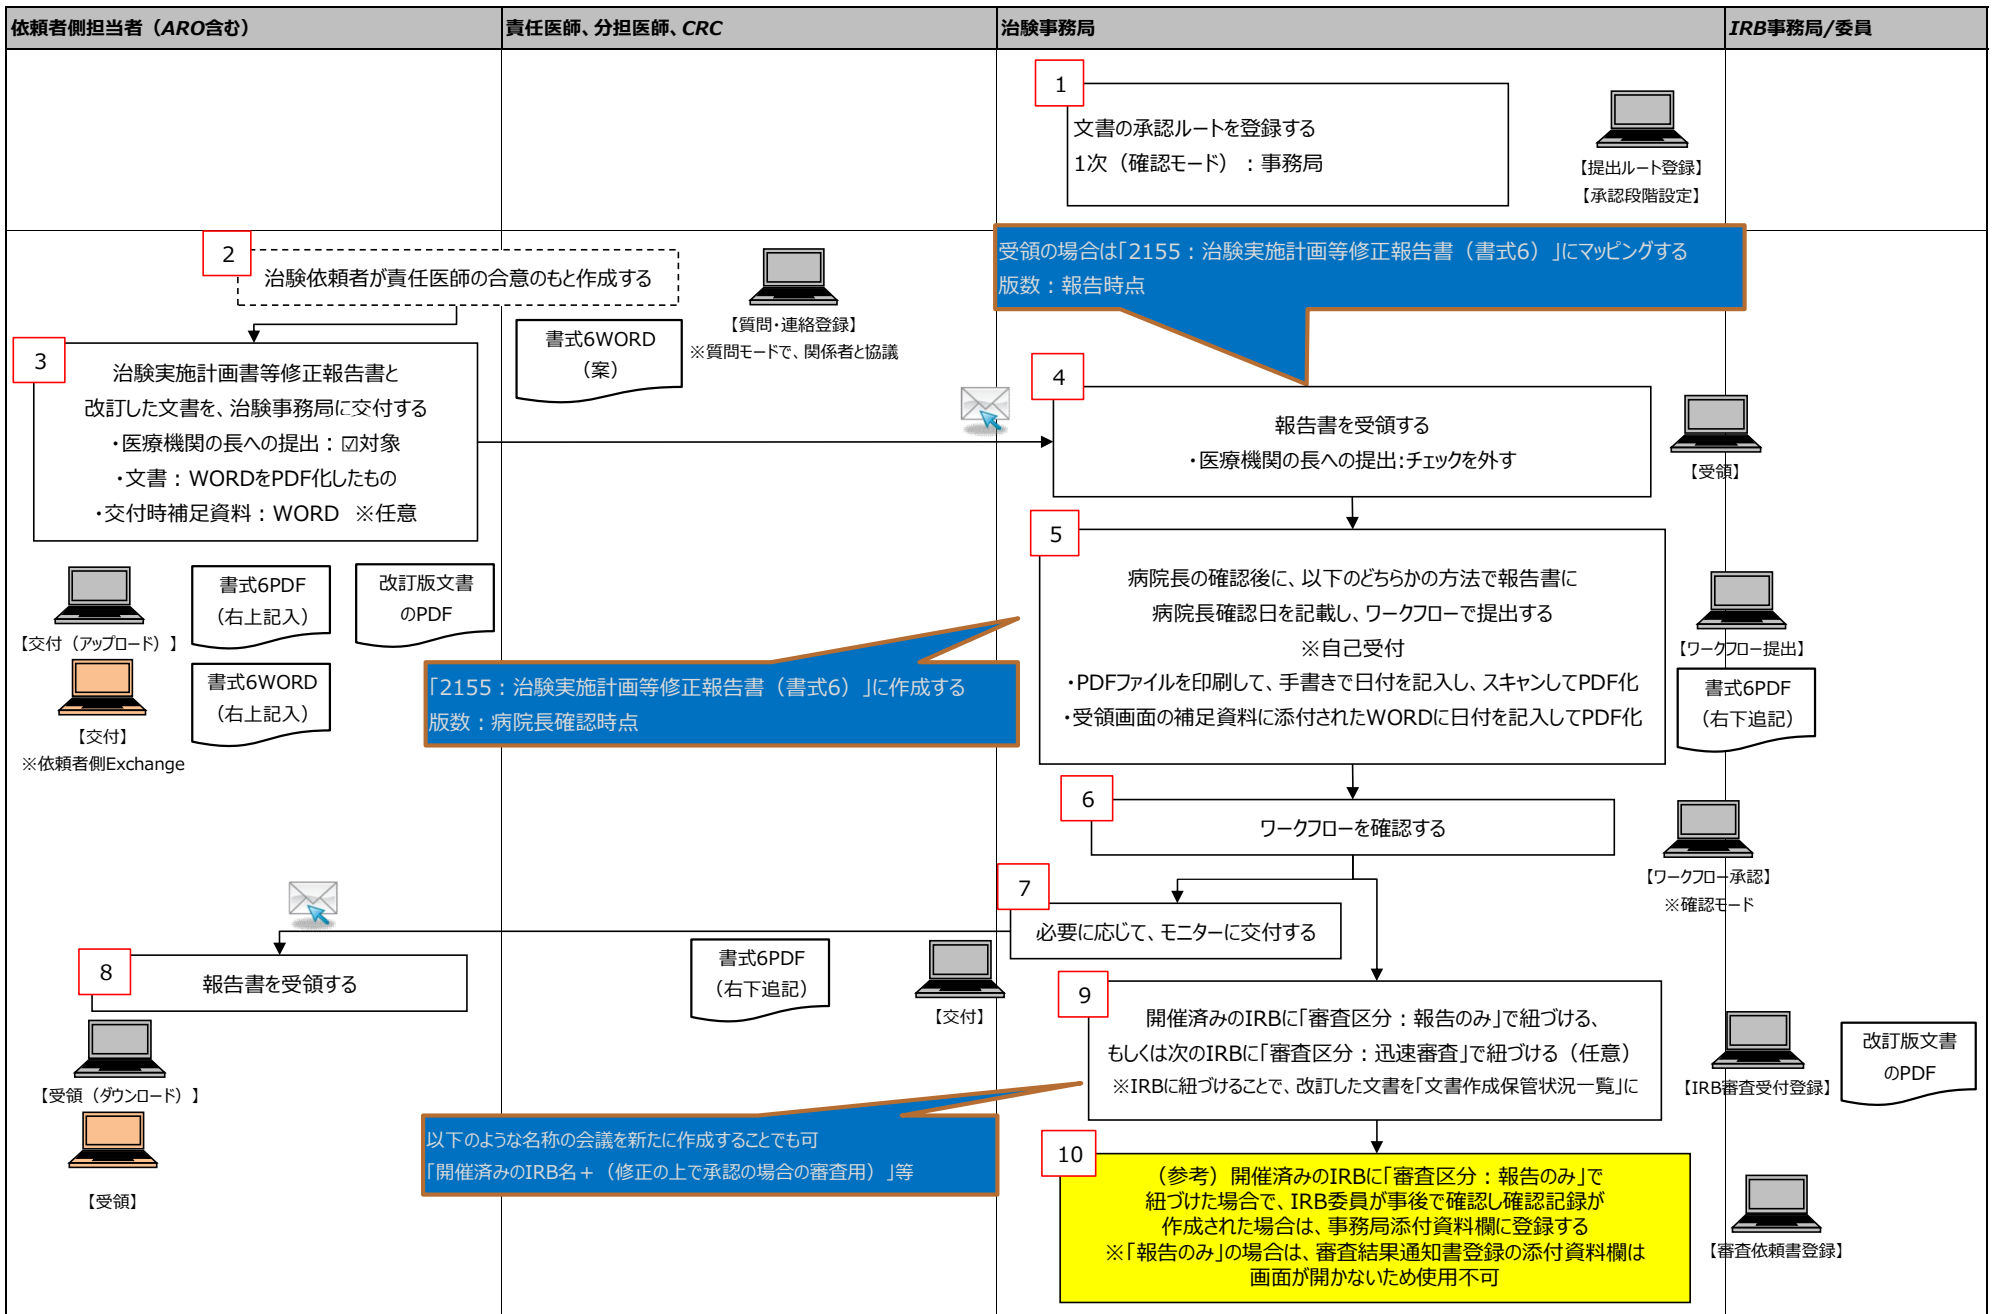 依頼者側担当者（ARO含む）
責任医師、分担医師、CRC
治験事務局
IRB事務局/委員
1
文書の承認ルートを登録する
1次（確認モード）：事務局
【提出ルート登録】
【承認段階設定】
2
治験依頼者が責任医師の合意のもと作成する
書式6WORD
（案）
【質問・連絡登録】
※質問モードで、関係者と協議
受領の場合は「2155：治験実施計画等修正報告書（書式6）」にマッピングする
版数：報告時点
3
治験実施計画書等修正報告書と
改訂した文書を、治験事務局に交付する
・医療機関の長への提出：☑対象
・文書：WORDをPDF化したもの
・交付時補足資料：WORD　※任意
【交付（アップロード）】
書式6PDF
（右上記入）
改訂版文書
のPDF
【交付】
※依頼者側Exchange
書式6WORD
（右上記入）
4
報告書を受領する
・医療機関の長への提出:チェックを外す
【受領】
5
病院長の確認後に、以下のどちらかの方法で報告書に
病院長確認日を記載し、ワークフローで提出する
※自己受付
・PDFファイルを印刷して、手書きで日付を記入し、スキャンしてPDF化
・受領画面の補足資料に添付されたWORDに日付を記入してPDF化
【ワークフロー提出】
書式6PDF
（右下追記）
「2155：治験実施計画等修正報告書（書式6）」に作成する
版数：病院長確認時点
6
ワークフローを確認する
【ワークフロー承認】
※確認モード
7
必要に応じて、モニターに交付する
書式6PDF
（右下追記）
【交付】
8
報告書を受領する
【受領（ダウンロード）】
【受領】
9
開催済みのIRBに「審査区分：報告のみ」で紐づける、
もしくは次のIRBに「審査区分：迅速審査」で紐づける（任意）
※IRBに紐づけることで、改訂した文書を「文書作成保管状況一覧」に
【IRB審査受付登録】
改訂版文書
のPDF
以下のような名称の会議を新たに作成することでも可
「開催済みのIRB名＋（修正の上で承認の場合の審査用）」等
10
（参考）開催済みのIRBに「審査区分：報告のみ」で
紐づけた場合で、IRB委員が事後で確認し確認記録が
作成された場合は、事務局添付資料欄に登録する
※「報告のみ」の場合は、審査結果通知書登録の添付資料欄は
画面が開かないため使用不可
【審査依頼書登録】